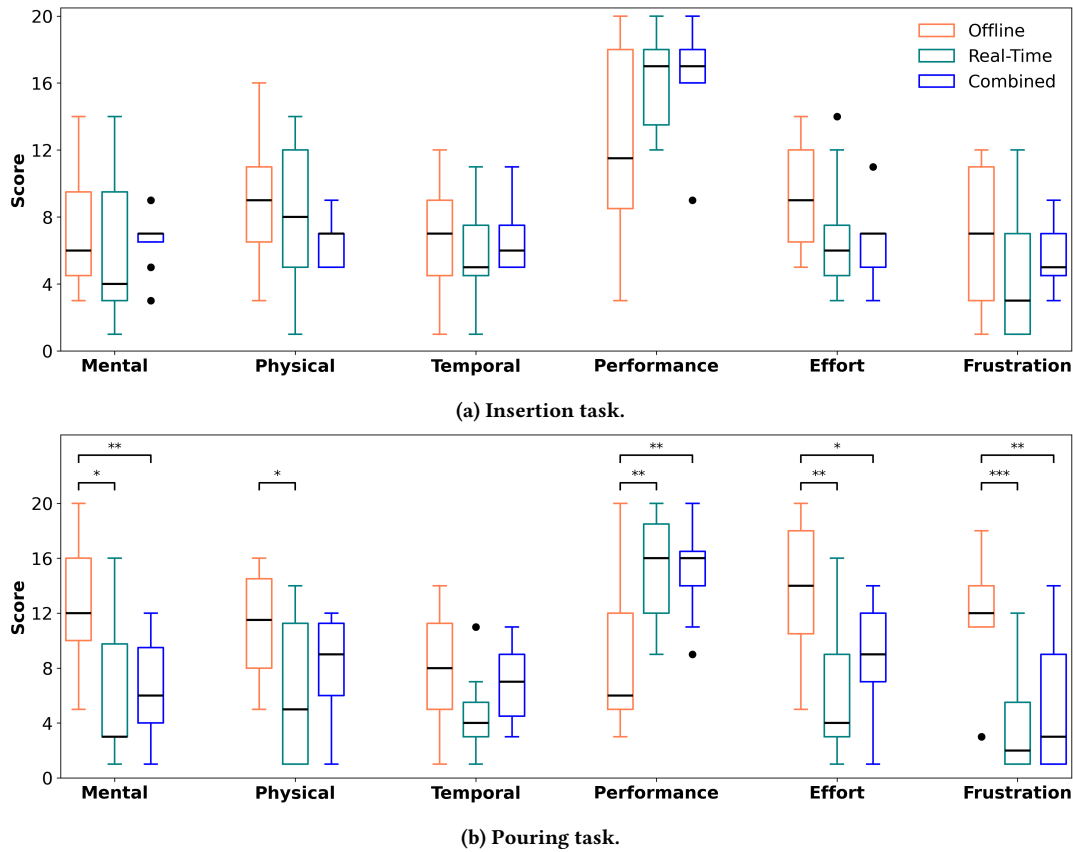 20
16
12
8
4
0
Score
Offline
Real-Time
Combined
Mental Physical Temporal Performance Effort Frustration
(a) Insertion task.
** ** * **
* * ** ** ***
20
16
12
8
4
0
Score
Mental Physical Temporal Performance Effort Frustration
(b) Pouring task.